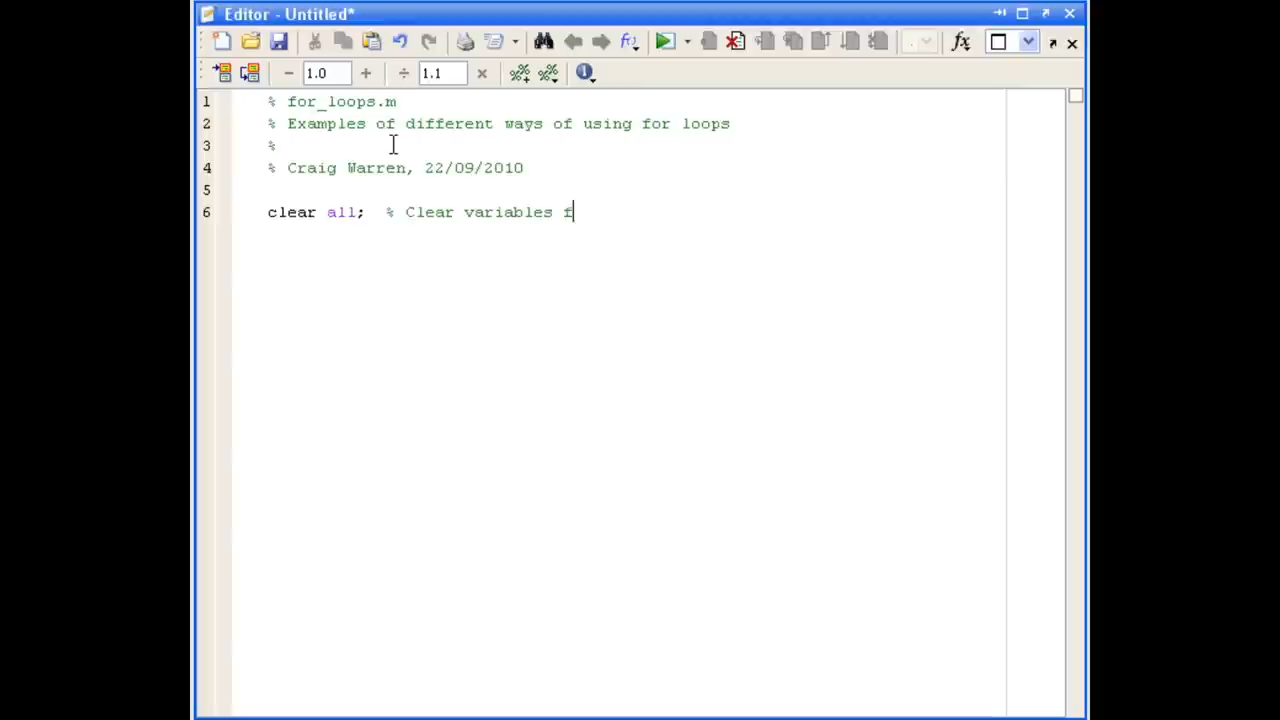 Editor - Untitled*
1.0
1.1
fx
1 % for_loops.m
2 % Examples of different ways of using for loops
3 %
4 % Craig Warren, 22/09/2010
5
6 clear all; % Clear variables f